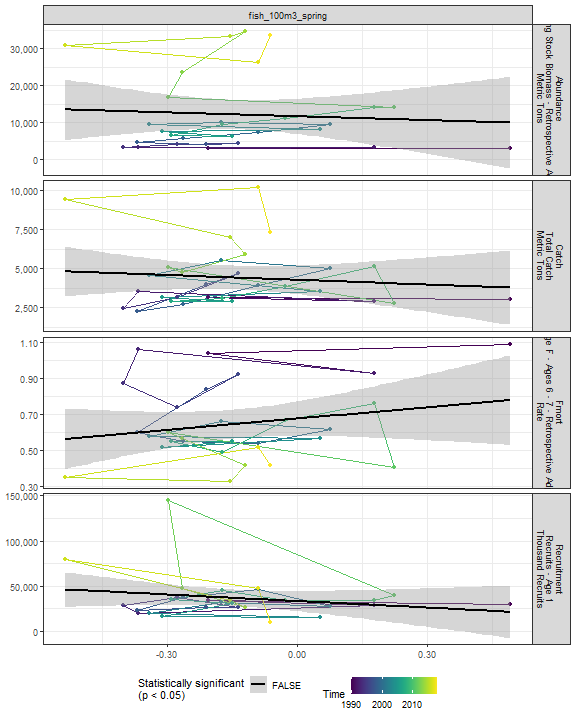 fish_100m3_spring
30,000
20,000
10,000
0
Abundance
ng Stock Biomass - Retrospective A
Metric Tons
10,000
7,500
5,000
2,500
Catch
Total Catch
Metric Tons
1.10
0.90
0.70
0.50
0.30
Fmort
ge F - Ages 6 - 7 - Retrospective Ad
Rate
150,000
100,000
50,000
0
Recruitment
Recruits - Age 1
Thousand Recruits
-0.30 0.00 0.30
Statistically significant
(p < 0.05)
FALSE
Time
1990 2000 2010